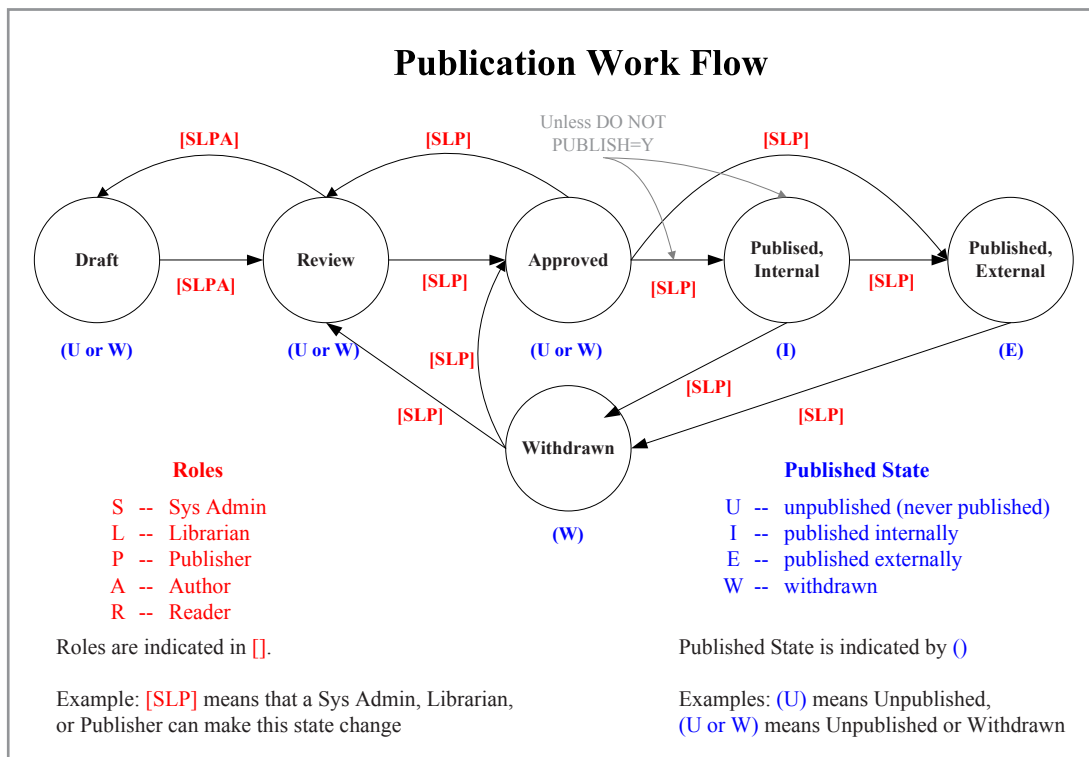 Publication Work Flow
Unless DO NOT
PUBLISH=Y
[SLPA]
[SLP]
[SLP]
Draft
Review
Approved
Publised,
Internal
Published,
External
[SLPA]
[SLP]
[SLP]
[SLP]
(U or W)
(U or W)
(U or W)
(I)
(E)
[SLP]
[SLP]
[SLP]
[SLP]
Withdrawn
(W)
Roles
S -- Sys Admin
L -- Librarian
P -- Publisher
A -- Author
R -- Reader
Roles are indicated in [].
Example: [SLP] means that a Sys Admin, Librarian,
or Publisher can make this state change
Published State
U -- unpublished (never published)
I -- published internally
E -- published externally
W -- withdrawn
Published State is indicated by ()
Examples: (U) means Unpublished,
(U or W) means Unpublished or Withdrawn